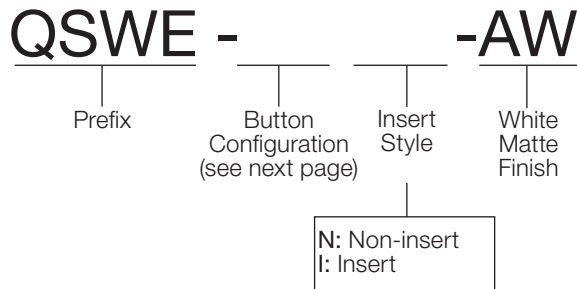 QSWE - -AW
Prefix
Button
Configuration
(see next page)
Insert
Style
White
Matte
Finish
N: Non-insert
I: Insert